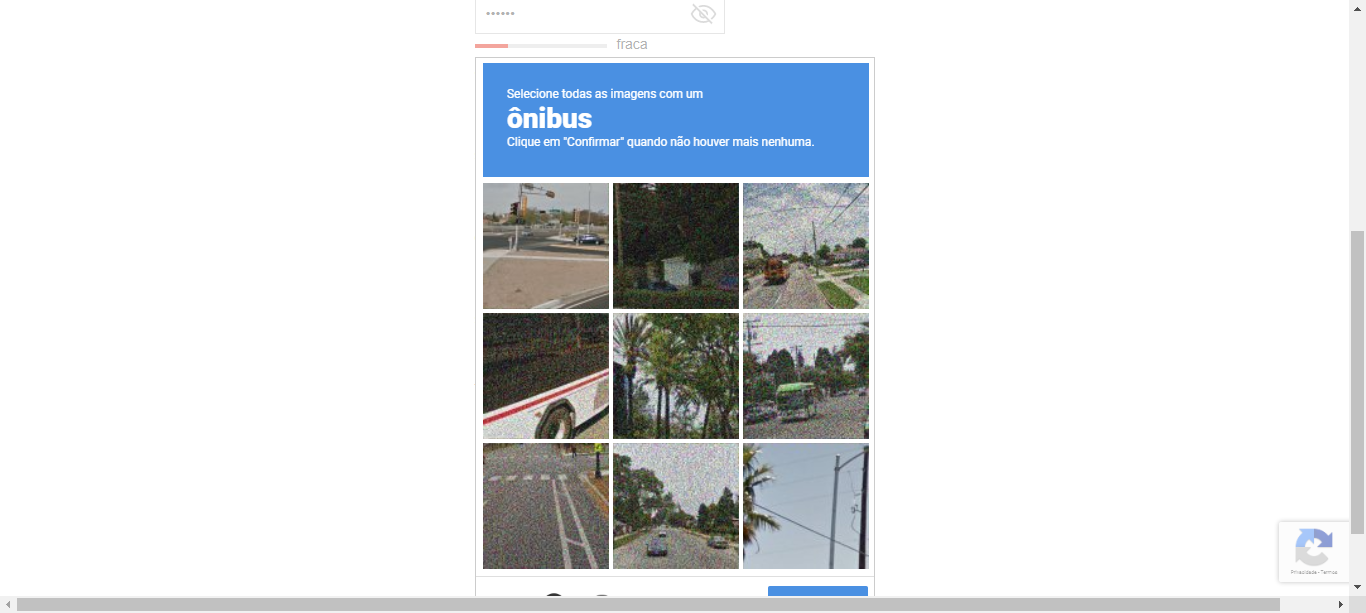 ••••••
fraca
Selecione todas as imagens com um
ônibus
Clique em "Confirmar" quando não houver mais nenhuma.
Privacidade - Termos